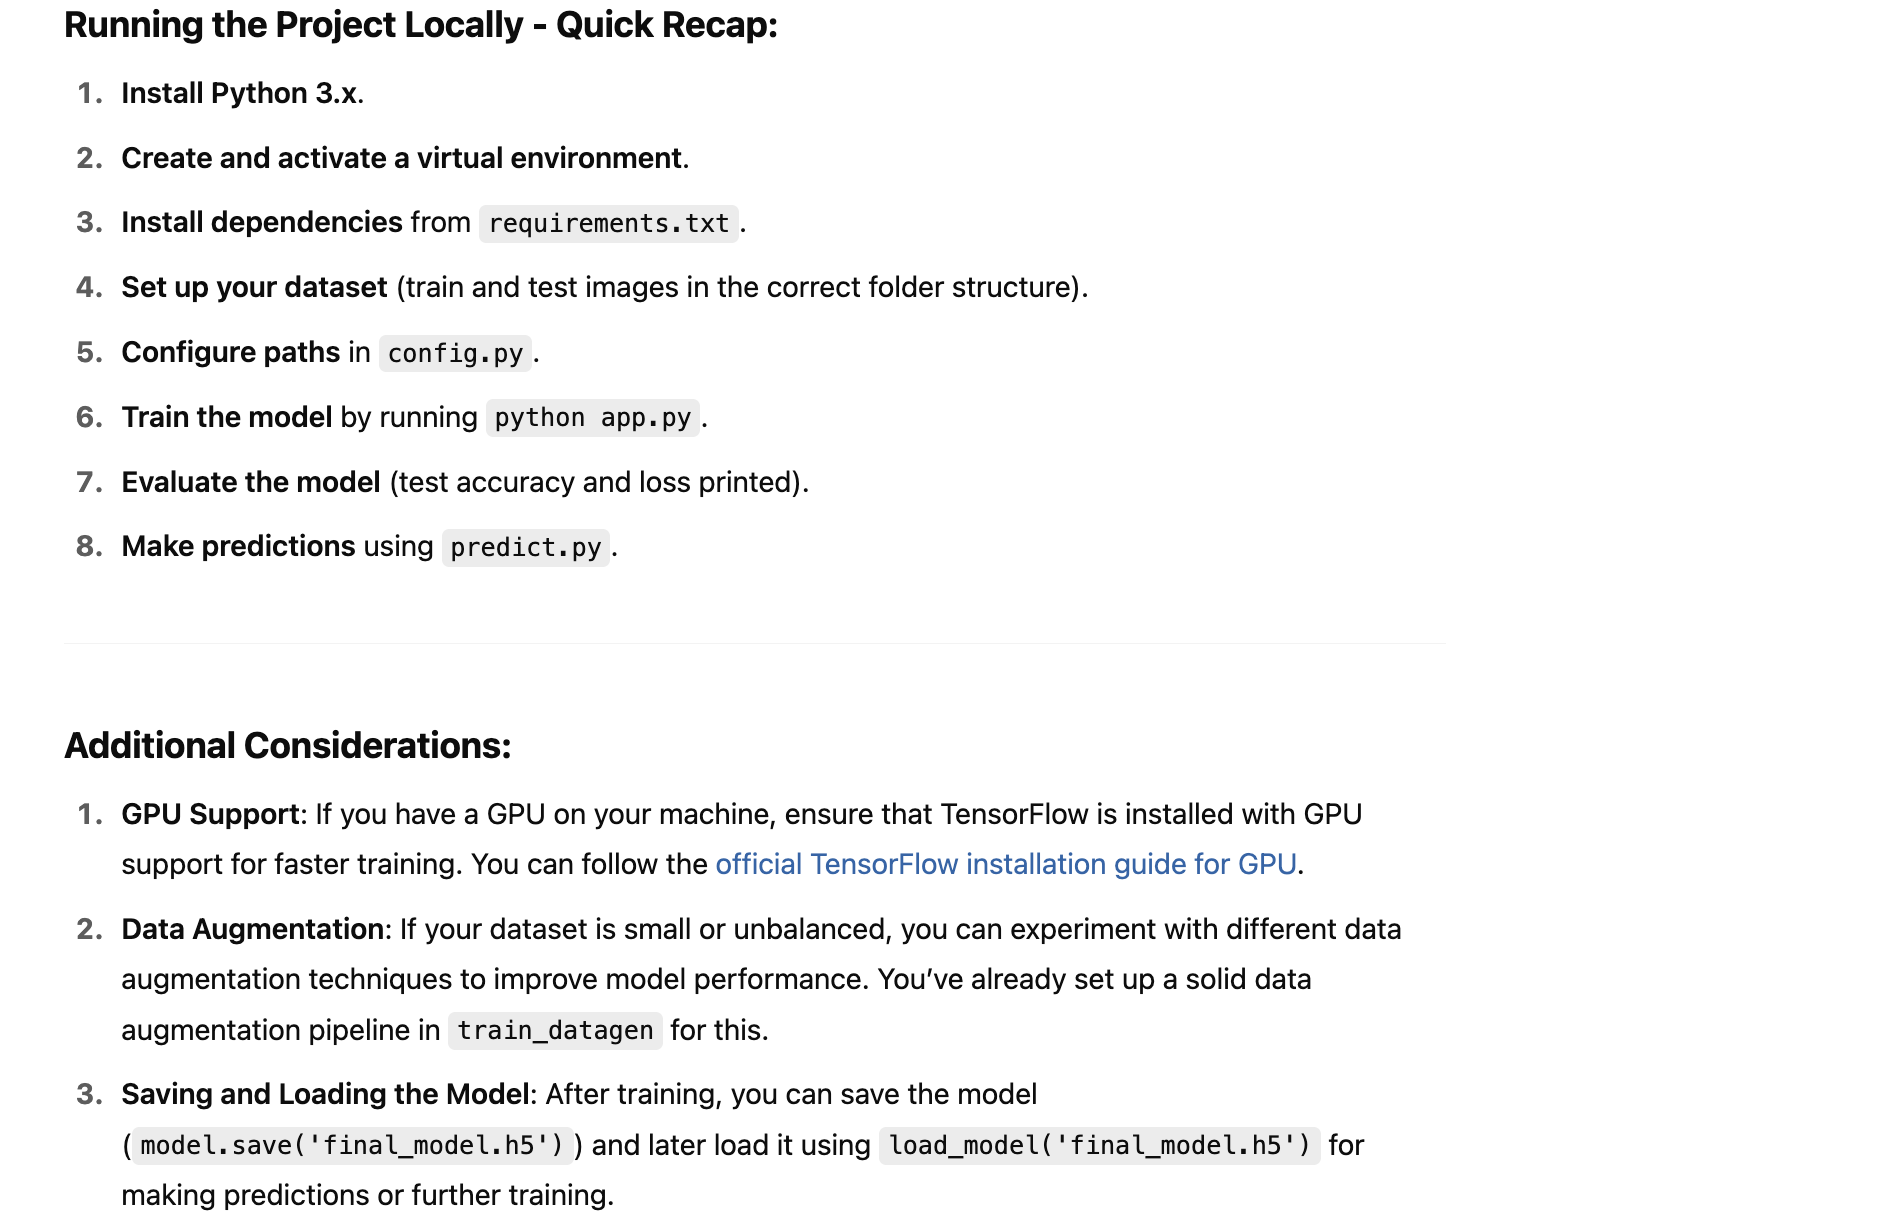 Running the Project Locally - Quick Recap:
1. Install Python 3.x.
2. Create and activate a virtual environment.
3. Install dependencies from requirements.txt.
4. Set up your dataset (train and test images in the correct folder structure).
5. Configure paths in config.py.
6. Train the model by running python app.py.
7. Evaluate the model (test accuracy and loss printed).
8. Make predictions using predict.py.
Additional Considerations:
1. GPU Support: If you have a GPU on your machine, ensure that TensorFlow is installed with GPU
support for faster training. You can follow the official TensorFlow installation guide for GPU.
2. Data Augmentation: If your dataset is small or unbalanced, you can experiment with different data
augmentation techniques to improve model performance. You’ve already set up a solid data
augmentation pipeline in train_datagen for this.
3. Saving and Loading the Model: After training, you can save the model
(model.save('final_model.h5')) and later load it using load_model('final_model.h5') for
making predictions or further training.